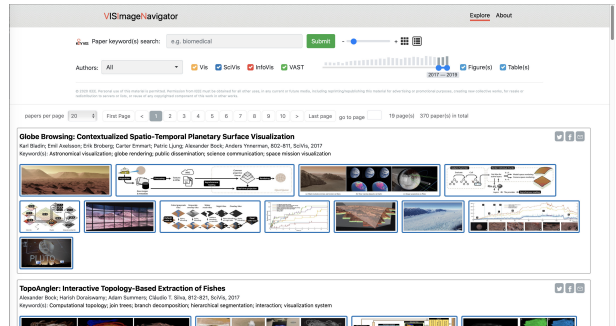 VISImageNavigator
Explore About
Paper keyword(s) search: e.g. biomedical Submit - +
Authors: All Vis SciVis InfoVis VAST 2017 — 2019 Figure(s) Table(s)
papers per page 20 First Page < 1 2 3 4 5 6 7 8 9 10 > Last page go to page 19 page(s) 370 paper(s) in total
Globe Browsing: Contextualized Spatio-Temporal Planetary Surface Visualization
Karl Bladin; Emil Axelsson; Erik Broberg; Carter Emmart; Patric Ljung; Alexander Bock; Anders Ynnerman, 802-811, SciVis, 2017
Keyword(s): Astronomical visualization; globe rendering; public dissemination; science communication; space mission visualization
PLUTO
TopoAngler: Interactive Topology-Based Extraction of Fishes
Alexander Bock; Harish Doraiswamy; Adam Summers; Cláudio T. Silva, 812-821, SciVis, 2017
Keyword(s): Computational topology; join trees; branch decomposition; hierarchical segmentation; interaction; visualization system